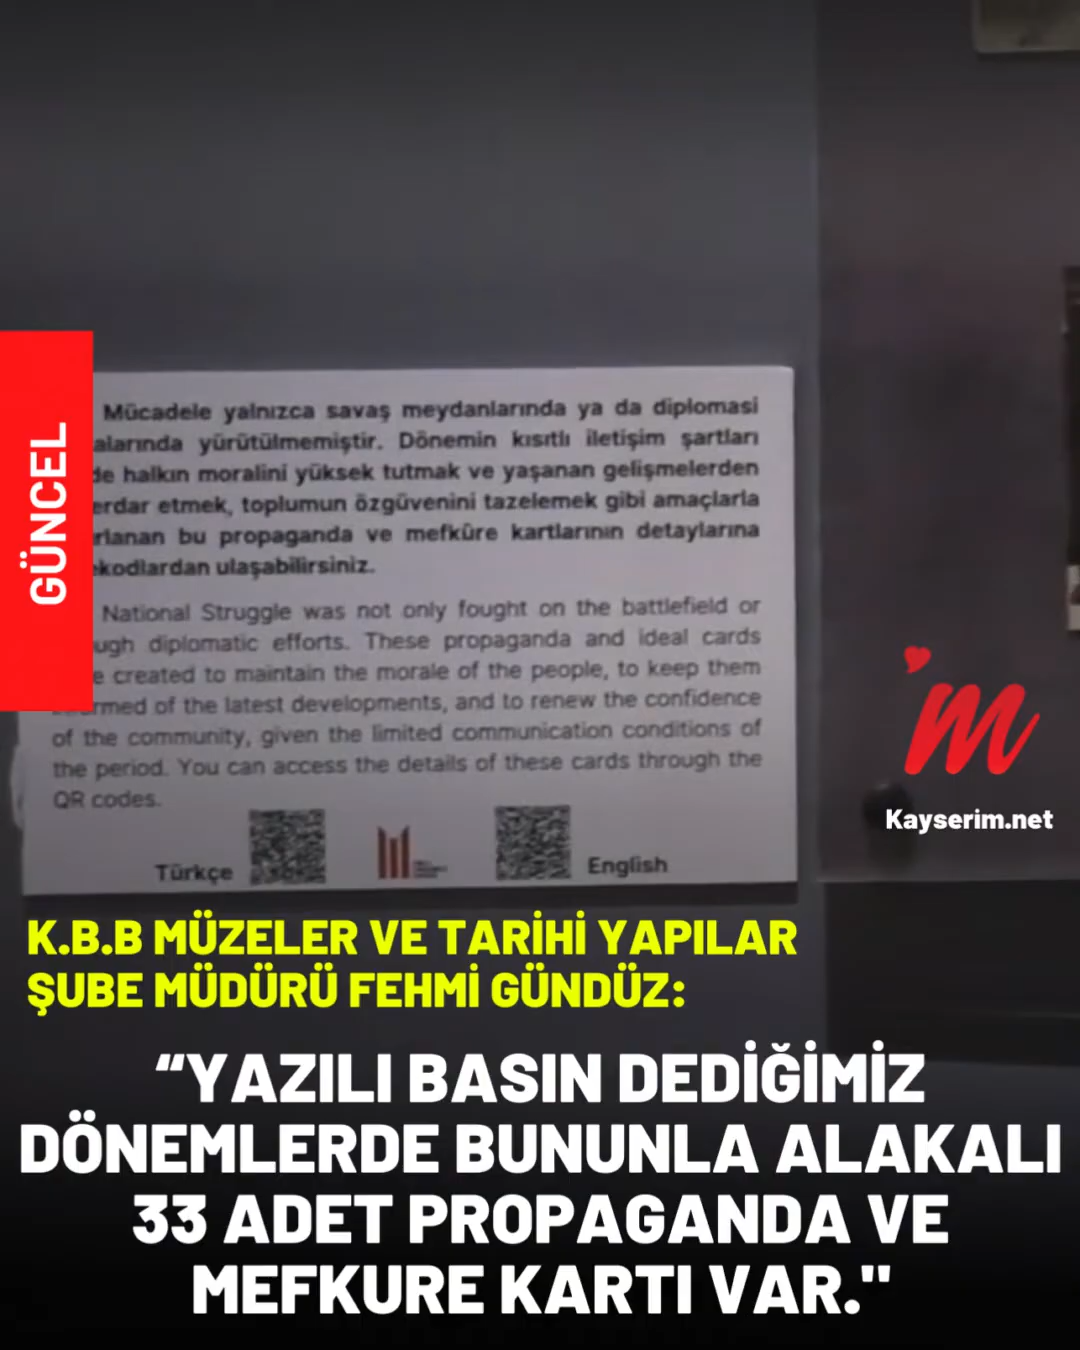 Mücadele yalnızca savaş meydanlarında ya da diplomasi
alarında yürütülmemiştir. Dönemin kısıtlı iletişim şartları
de halkın moralini yüksek tutmak ve yaşanan gelişmelerden
erdar etmek, toplumun özgüvenini tazelemek gibi amaçlarla
rlanan bu propaganda ve mefkûre kartlarının detaylarına
ekodlardan ulaşabilirsiniz.
National Struggle was not only fought on the battlefield or
ugh diplomatic efforts. These propaganda and ideal cards
e created to maintain the morale of the people, to keep them
rmed of the latest developments, and to renew the confidence
of the community, given the limited communication conditions of
the period. You can access the details of these cards through the
QR codes.
Türkçe
English
GÜNCEL
'm
Kayserim.net
K.B.B MÜZELER VE TARİHİ YAPILAR
ŞUBE MÜDÜRÜ FEHMİ GÜNDÜZ:
“YAZILI BASIN DEDİĞİMİZ
DÖNEMLERDE BUNUNLA ALAKALI
33 ADET PROPAGANDA VE
MEFKURE KARTI VAR."